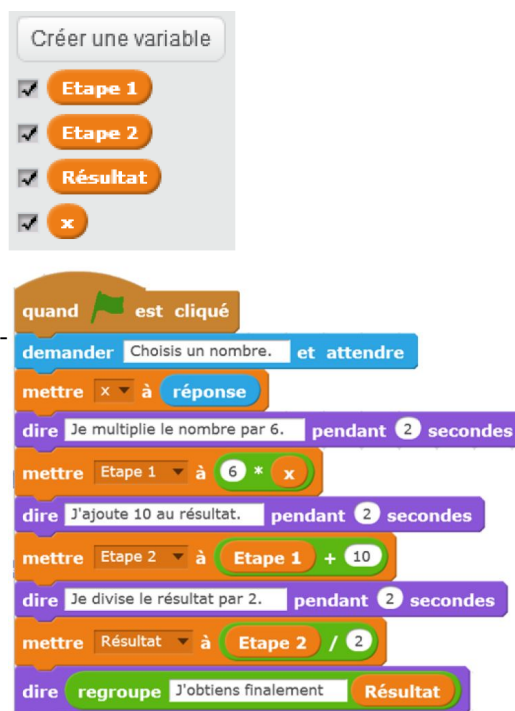 Créer une variable
Etape 1
Etape 2
Résultat
x
quand est cliqué
demander Choisis un nombre. et attendre
mettre x à réponse
dire Je multiplie le nombre par 6. pendant 2 secondes
mettre Etape 1 à 6 * x
dire J'ajoute 10 au résultat. pendant 2 secondes
mettre Etape 2 à Etape 1 + 10
dire Je divise le résultat par 2. pendant 2 secondes
mettre Résultat à Etape 2 / 2
dire regroupe J'obtiens finalement Résultat